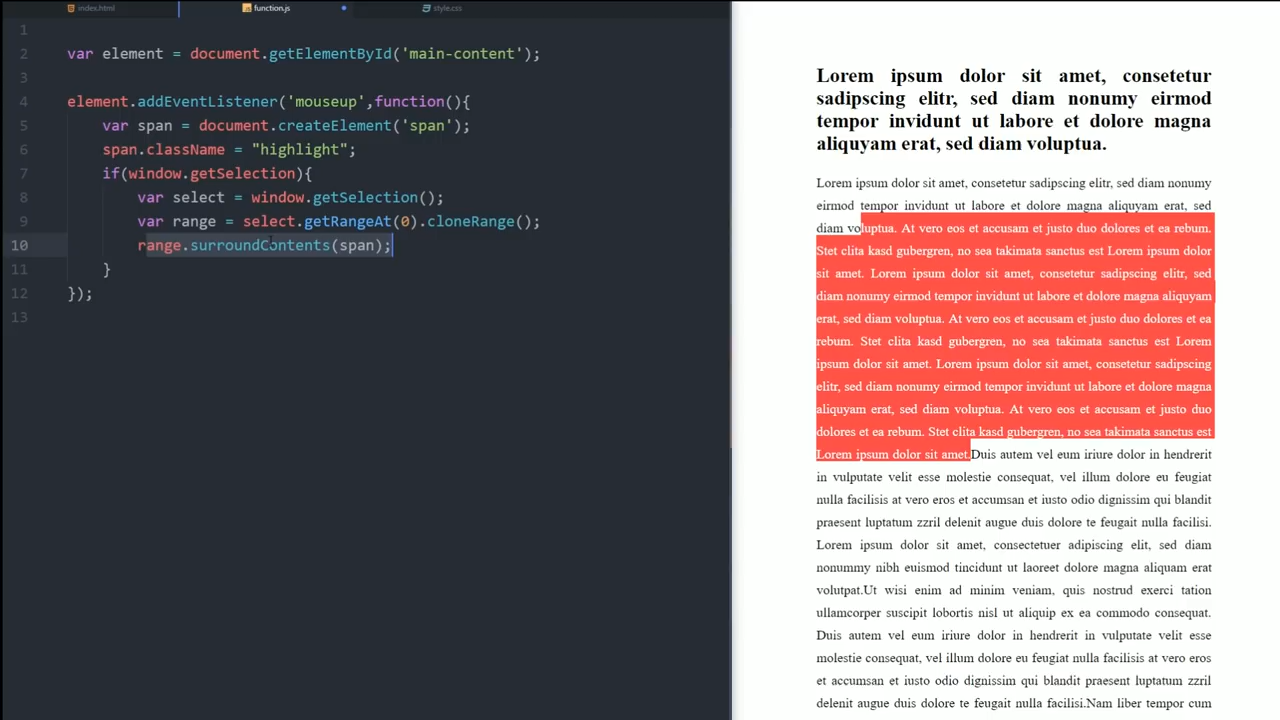 index.html
function.js
style.css
1
2 var element = document.getElementById('main-content');
3
4 element.addEventListener('mouseup',function(){
5 var span = document.createElement('span');
6 span.className = "highlight";
7 if(window.getSelection){
8 var select = window.getSelection();
9 var range = select.getRangeAt(0).cloneRange();
10 range.surroundContents(span);
11 }
12 });
13
Lorem ipsum dolor sit amet, consetetur
sadipscing elitr, sed diam nonumy eirmod
tempor invidunt ut labore et dolore magna
aliquyam erat, sed diam voluptua.
Lorem ipsum dolor sit amet, consetetur sadipscing elitr, sed diam nonumy
eirmod tempor invidunt ut labore et dolore magna aliquyam erat, sed
diam voluptua. At vero eos et accusam et justo duo dolores et ea rebum.
Stet clita kasd gubergren, no sea takimata sanctus est Lorem ipsum dolor
sit amet. Lorem ipsum dolor sit amet, consetetur sadipscing elitr, sed
diam nonumy eirmod tempor invidunt ut labore et dolore magna aliquyam
erat, sed diam voluptua. At vero eos et accusam et justo duo dolores et ea
rebum. Stet clita kasd gubergren, no sea takimata sanctus est Lorem
ipsum dolor sit amet. Lorem ipsum dolor sit amet, consetetur sadipscing
elitr, sed diam nonumy eirmod tempor invidunt ut labore et dolore magna
aliquyam erat, sed diam voluptua. At vero eos et accusam et justo duo
dolores et ea rebum. Stet clita kasd gubergren, no sea takimata sanctus est
Lorem ipsum dolor sit amet.Duis autem vel eum iriure dolor in hendrerit
in vulputate velit esse molestie consequat, vel illum dolore eu feugiat
nulla facilisis at vero eros et accumsan et iusto odio dignissim qui blandit
praesent luptatum zzril delenit augue duis dolore te feugait nulla facilisi.
Lorem ipsum dolor sit amet, consectetuer adipiscing elit, sed diam
nonummy nibh euismod tincidunt ut laoreet dolore magna aliquam erat
volutpat.Ut wisi enim ad minim veniam, quis nostrud exerci tation
ullamcorper suscipit lobortis nisl ut aliquip ex ea commodo consequat.
Duis autem vel eum iriure dolor in hendrerit in vulputate velit esse
molestie consequat, vel illum dolore eu feugiat nulla facilisis at vero eros
et accumsan et iusto odio dignissim qui blandit praesent luptatum zzril
delenit augue duis dolore te feugait nulla facilisi.Nam liber tempor cum